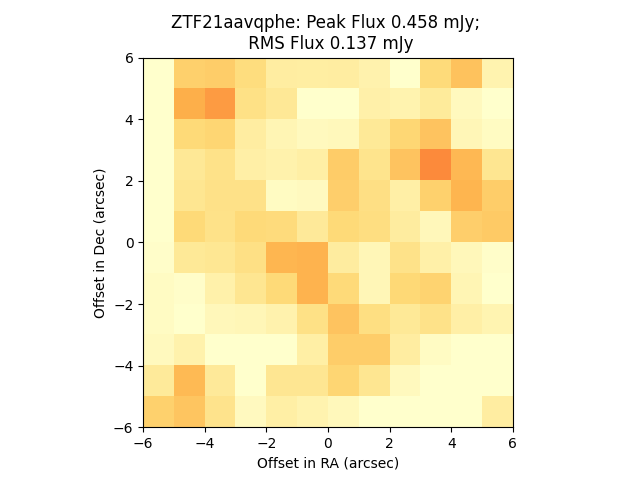 ZTF21aavqphe: Peak Flux 0.458 mJy;
RMS Flux 0.137 mJy
6
4
2
0
−2
−4
−6
Offset in Dec (arcsec)
−6 −4 −2 0 2 4 6
Offset in RA (arcsec)